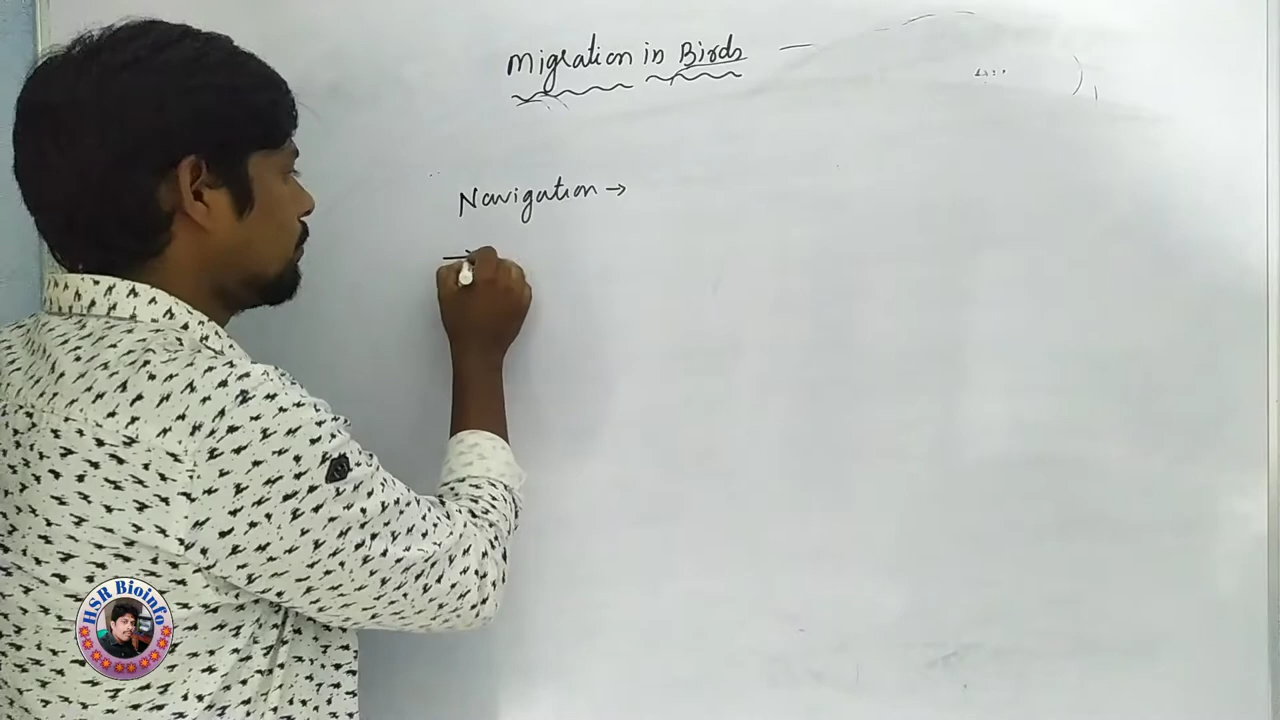 Migration in Birds —
Navigation →
HSR Bioinfo